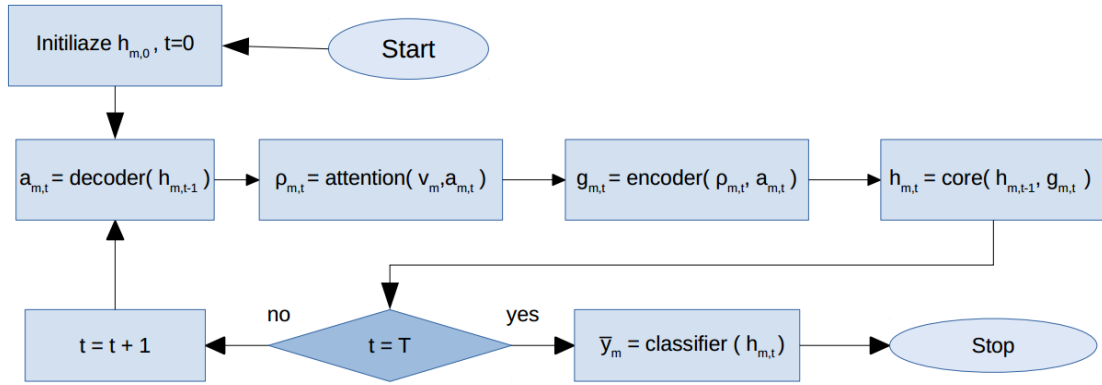 Start
Initiliaze h_m,0 , t=0
a_m,t = decoder( h_m,t-1 )
ρ_m,t = attention( v_m,a_m,t )
g_m,t = encoder( ρ_m,t, a_m,t )
h_m,t = core( h_m,t-1, g_m,t )
t = T
no
t = t + 1
yes
y̅_m = classifier ( h_m,t )
Stop